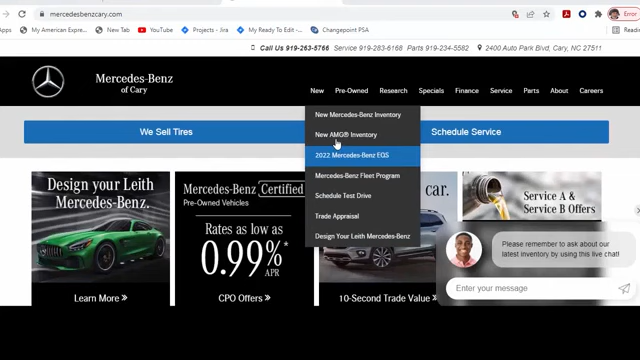 mercedesbenzcary.com
Error
Apps
My American Expre...
New Tab
YouTube
Projects - Jira
My Ready To Edit -...
Changepoint PSA
Readin
Call Us 919-263-5766 Service 919-283-6168 Parts 919-234-5582 2400 Auto Park Blvd, Cary, NC 27511
Mercedes-Benz
of Cary
New Pre-Owned Research Specials Finance Service Parts About Careers
New Mercedes-Benz Inventory
New AMG® Inventory
2022 Mercedes-Benz EQS
Mercedes-Benz Fleet Program
Schedule Test Drive
Trade Appraisal
Design Your Leith Mercedes-Benz
We Sell Tires
Schedule Service
Design your Leith
Mercedes-Benz.
Learn More »
Mercedes-Benz Certified
Pre-Owned Vehicles
Rates as low as
0.99%*
APR
CPO Offers »
car.
10-Second Trade Value »
Service A &
Service B Offers
Please remember to ask about our
latest inventory by using this live chat!
Enter your message